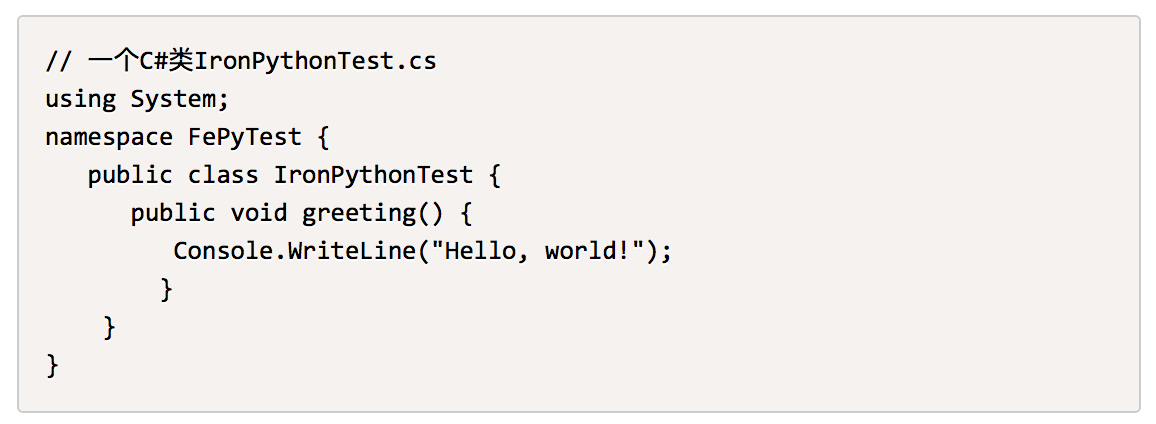 // 一个C#类IronPythonTest.cs
using System;
namespace FePyTest {
   public class IronPythonTest {
      public void greeting() {
         Console.WriteLine("Hello, world!");
        }
    }
}